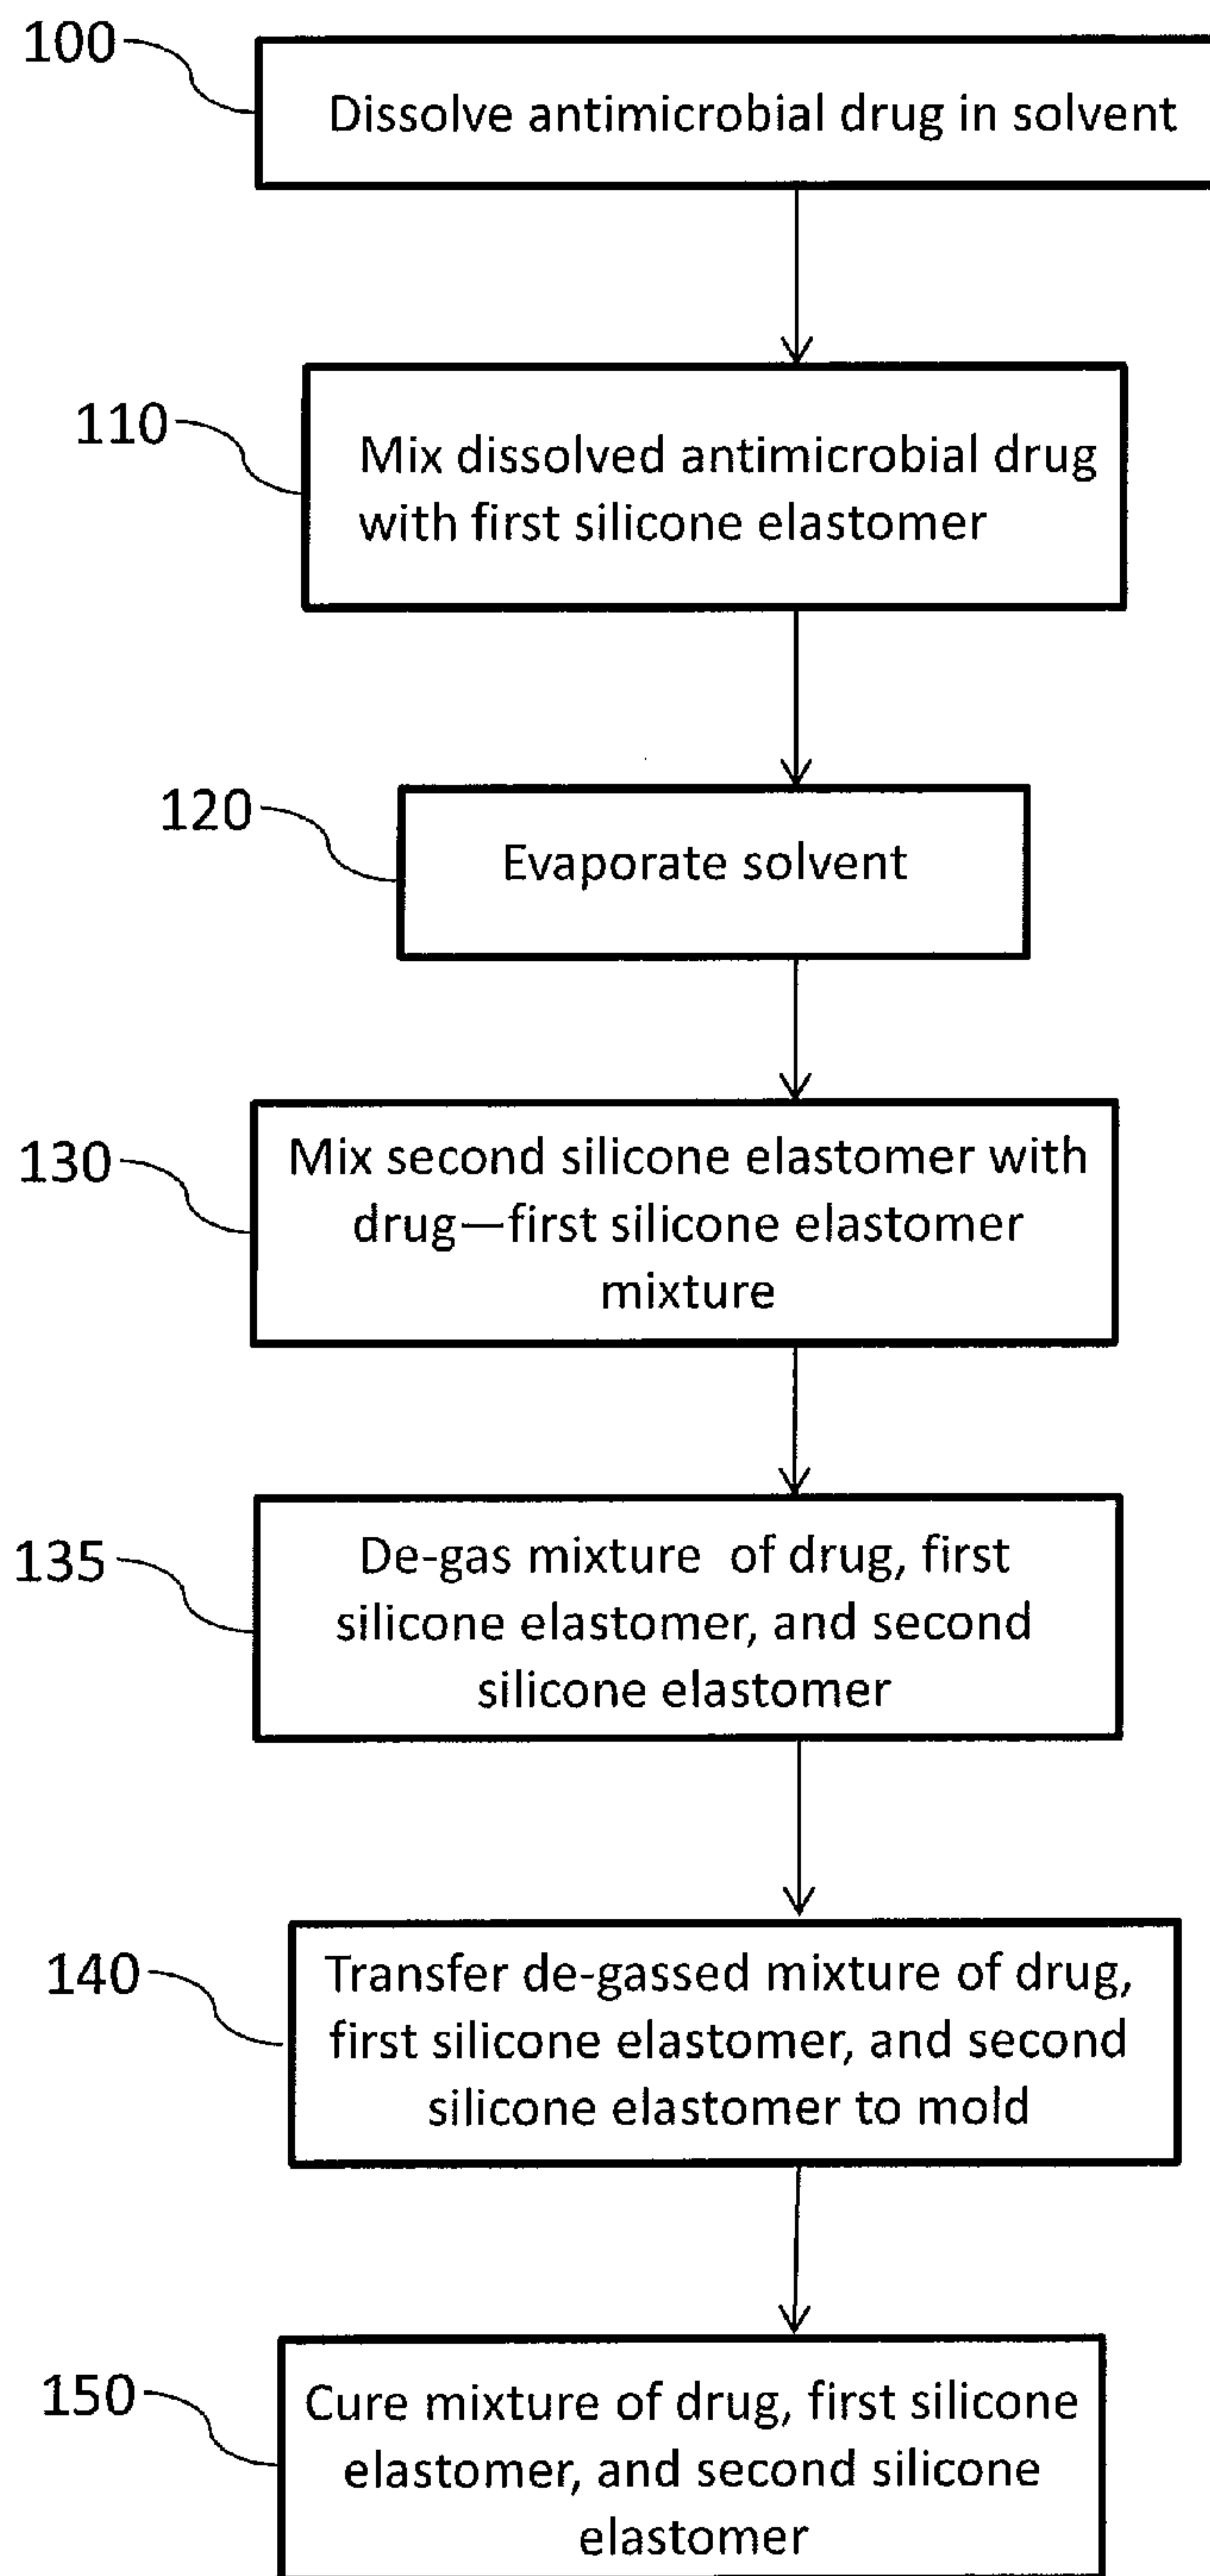 100
Dissolve antimicrobial drug in solvent
110
Mix dissolved antimicrobial drug
with first silicone elastomer
120
Evaporate solvent
130
Mix second silicone elastomer with
drug—first silicone elastomer
mixture
135
De-gas mixture of drug, first
silicone elastomer, and second
silicone elastomer
140
Transfer de-gassed mixture of drug,
first silicone elastomer, and second
silicone elastomer to mold
150
Cure mixture of drug, first silicone
elastomer, and second silicone
elastomer